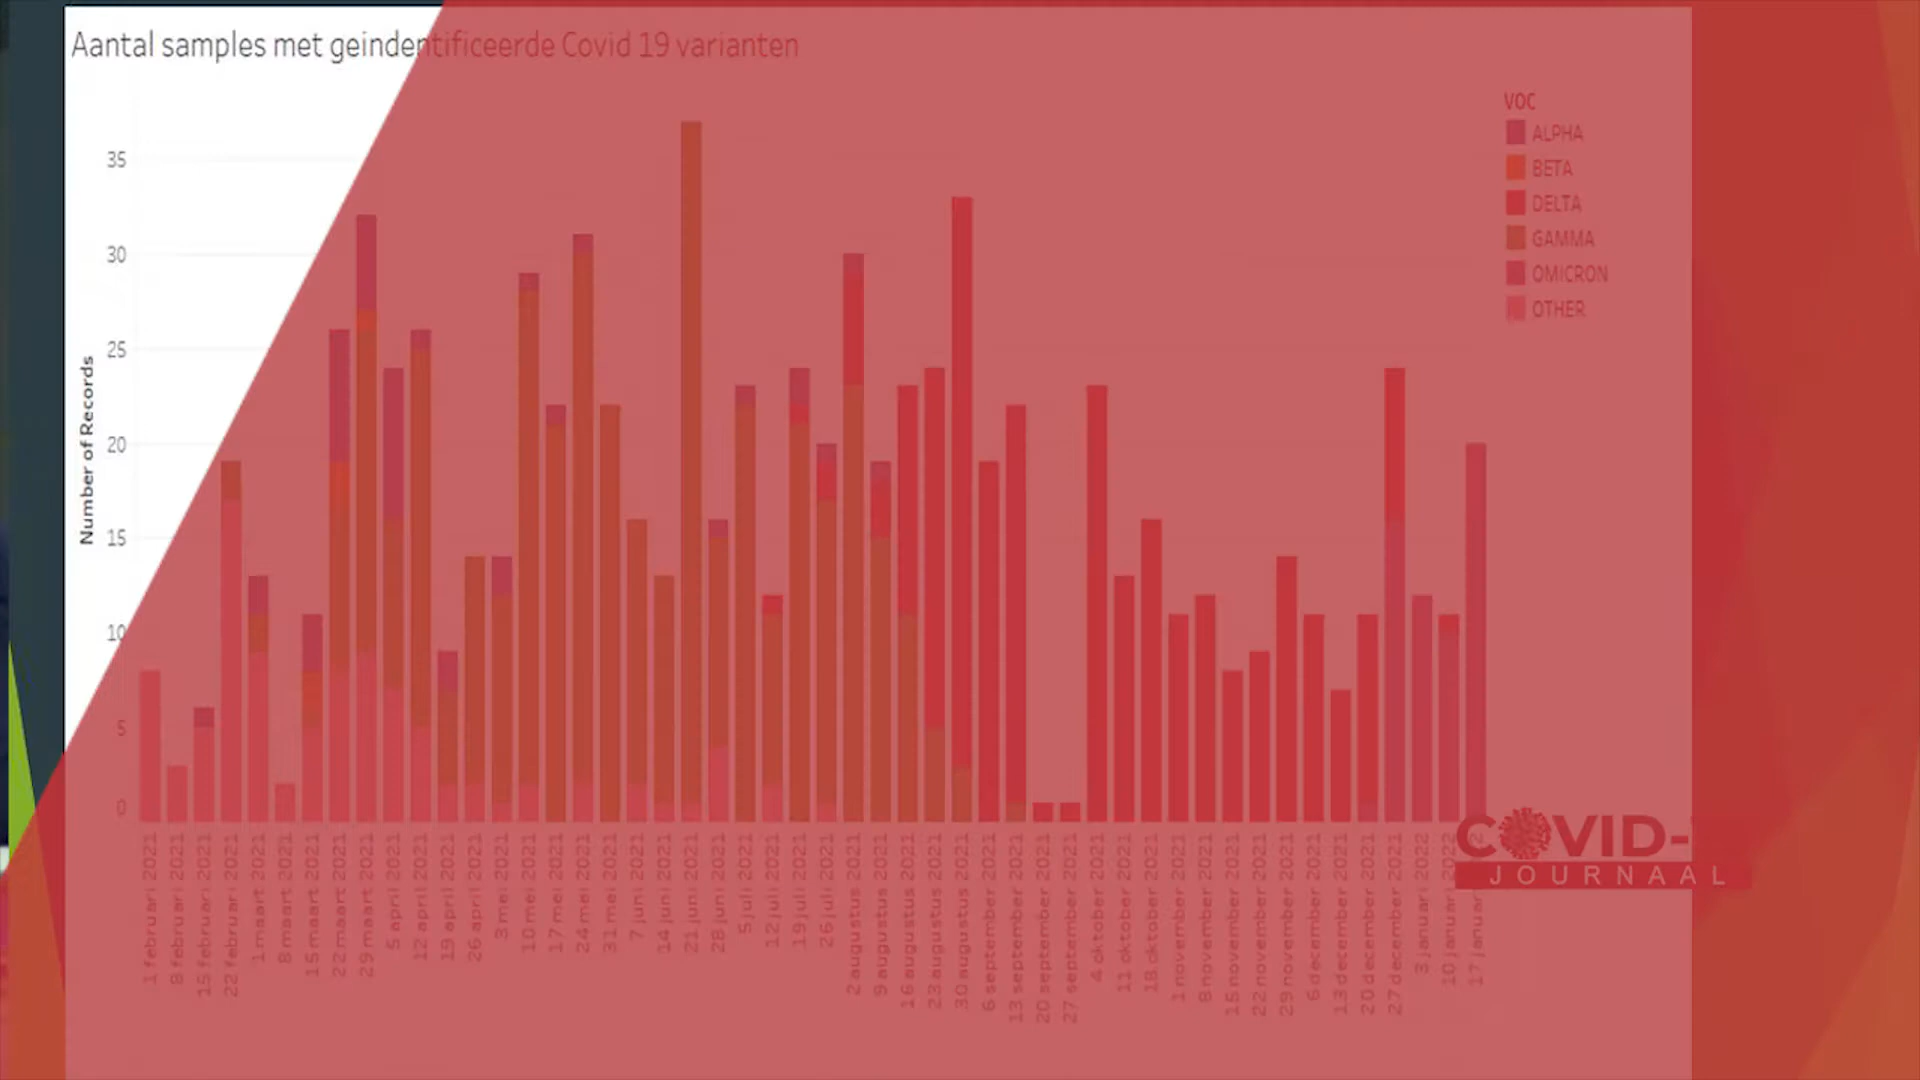 Aantal samples met geindentificeerde Covid 19 varianten
VOC
ALPHA
BETA
DELTA
GAMMA
OMICRON
OTHER
Number of Records
35
30
25
20
15
10
5
0
1 februari 2021
8 februari 2021
15 februari 2021
22 februari 2021
1 maart 2021
8 maart 2021
15 maart 2021
22 maart 2021
29 maart 2021
5 april 2021
12 april 2021
19 april 2021
26 april 2021
3 mei 2021
10 mei 2021
17 mei 2021
24 mei 2021
31 mei 2021
7 juni 2021
14 juni 2021
21 juni 2021
28 juni 2021
5 juli 2021
12 juli 2021
19 juli 2021
26 juli 2021
2 augustus 2021
9 augustus 2021
16 augustus 2021
23 augustus 2021
30 augustus 2021
6 september 2021
13 september 2021
20 september 2021
27 september 2021
4 oktober 2021
11 oktober 2021
18 oktober 2021
1 november 2021
8 november 2021
15 november 2021
22 november 2021
29 november 2021
6 december 2021
13 december 2021
20 december 2021
27 december 2021
3 januari 2022
10 januari 2022
17 januari
COVID-
JOURNAAL